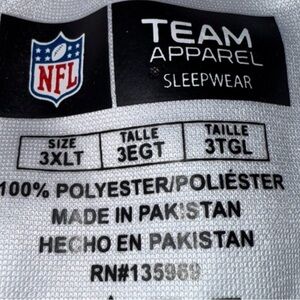 NFL
TEAM
APPAREL
SLEEPWEAR
SIZE TALLE TAILLE
3XLT 3EGT 3TGL
100% POLYESTER/POLIÉSTER
MADE IN PAKISTAN
HECHO EN PAKISTAN
RN#135969